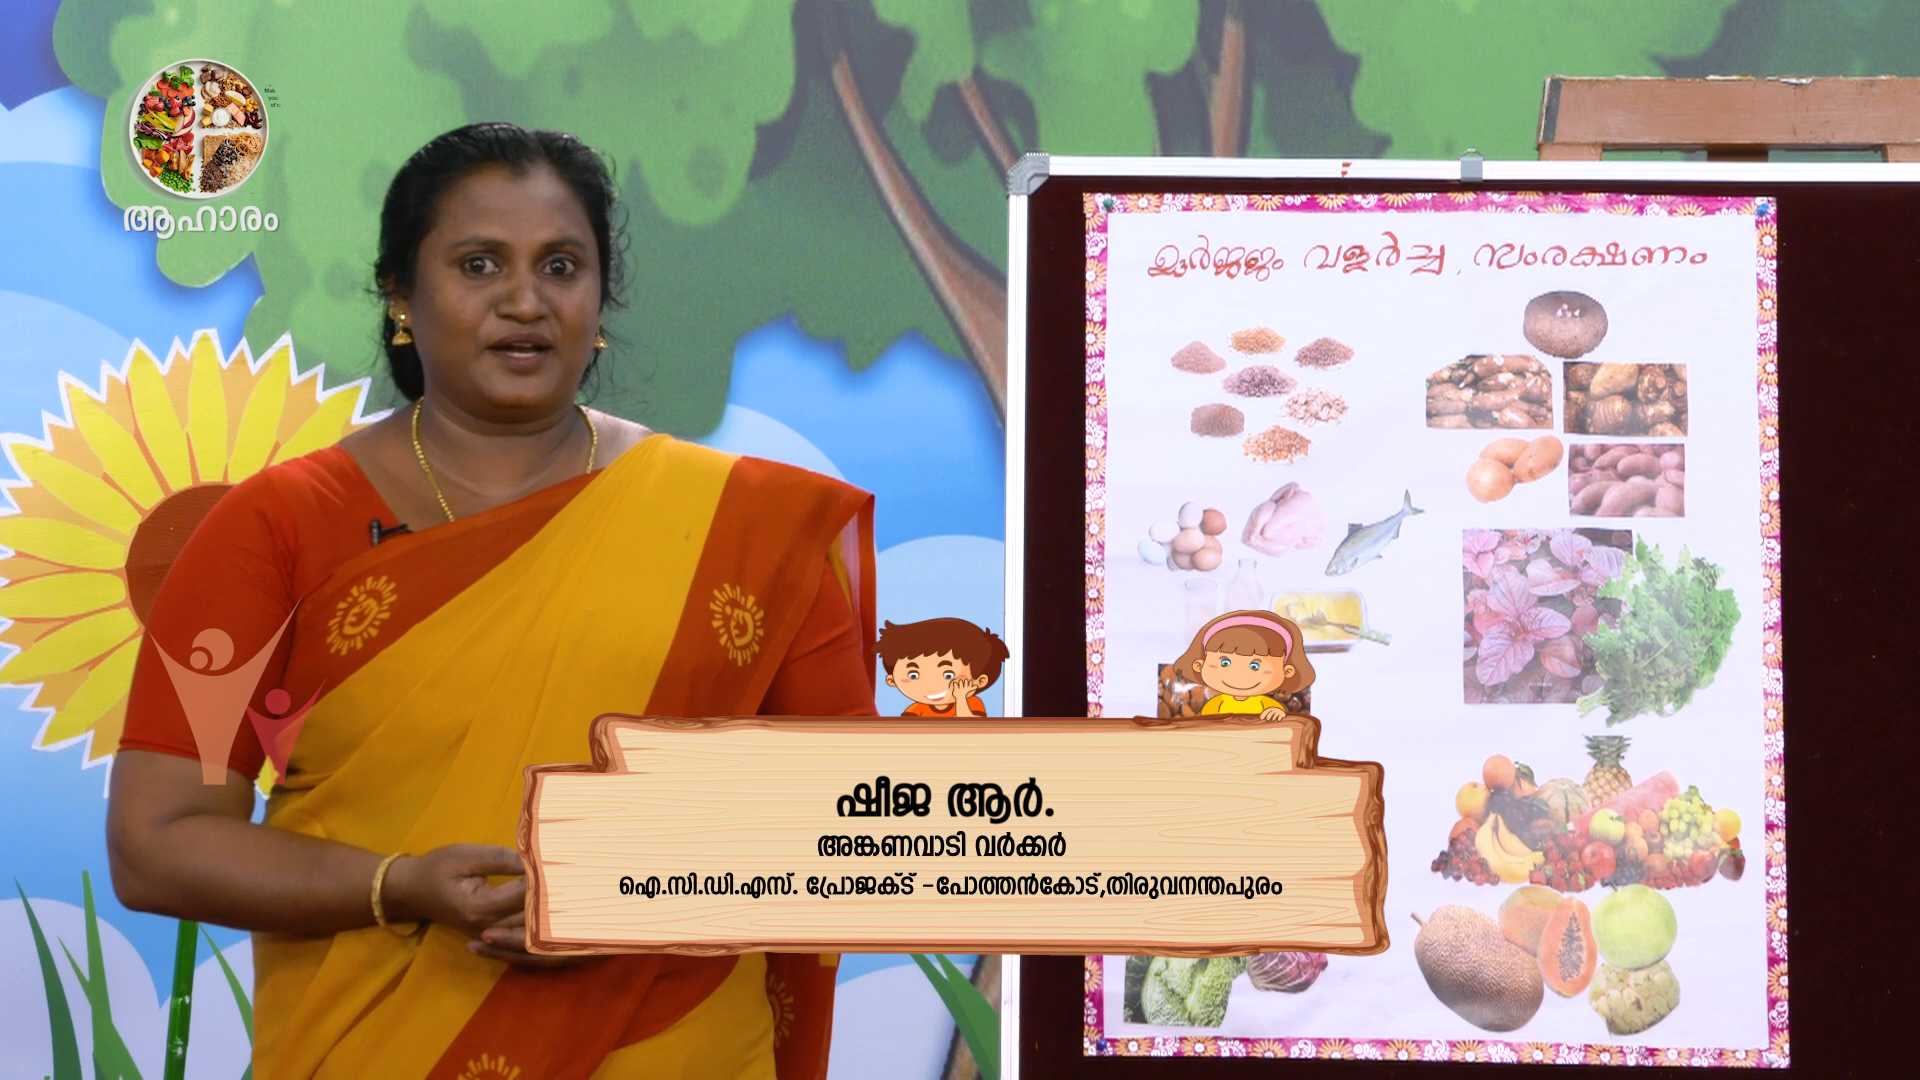 ആഹാരം
ഊർജ്ജം വളർച്ച, സംരക്ഷണം
ഷീജ ആർ.
അങ്കണവാടി വർക്കർ
ഐ.സി.ഡി.എസ്. പ്രോജക്ട് -പോത്തൻകോട്,തിരുവനന്തപുരം